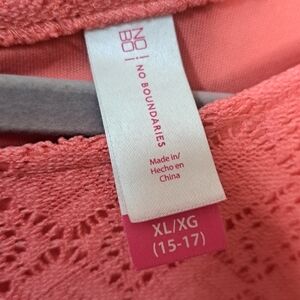 NO
BO
NO BOUNDARIES
Made in/
Hecho en
China
XL/XG
(15-17)